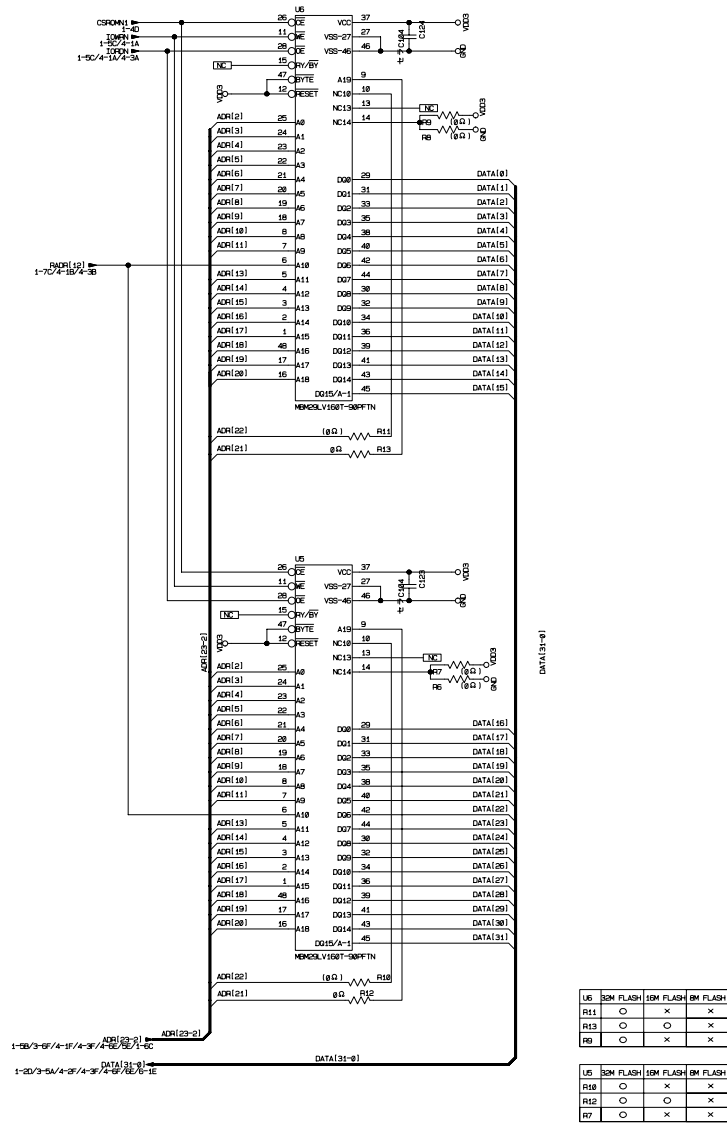 U6
CSROMN1
1-4D
IOWRN
1-5C/4-1A
IORDN
1-5C/4-1A/4-3A
26 CE VCC 37
11 WE VSS-27 27
28 OE VSS-46 46
セラ C104 C124
VDD3
GND
NC 15 RY/BY A19 9
47 BYTE NC10 10
VDD3 12 RESET NC13 13 NC
NC14 14
R9 (0Ω) VDD3
R8 (0Ω) GND
ADR[2] 25 A0
ADR[3] 24 A1
ADR[4] 23 A2
ADR[5] 22 A3
ADR[6] 21 A4 DQ0 29 DATA[0]
ADR[7] 20 A5 DQ1 31 DATA[1]
ADR[8] 19 A6 DQ2 33 DATA[2]
ADR[9] 18 A7 DQ3 35 DATA[3]
ADR[10] 8 A8 DQ4 38 DATA[4]
ADR[11] 7 A9 DQ5 40 DATA[5]
RADR[12] 6 A10 DQ6 42 DATA[6]
1-7C/4-1B/4-3B
ADR[13] 5 A11 DQ7 44 DATA[7]
ADR[14] 4 A12 DQ8 30 DATA[8]
ADR[15] 3 A13 DQ9 32 DATA[9]
ADR[16] 2 A14 DQ10 34 DATA[10]
ADR[17] 1 A15 DQ11 36 DATA[11]
ADR[18] 48 A16 DQ12 39 DATA[12]
ADR[19] 17 A17 DQ13 41 DATA[13]
ADR[20] 16 A18 DQ14 43 DATA[14]
DQ15/A-1 45 DATA[15]
MBM29LV160T-90PFTN
ADR[22] (0Ω) R11
ADR[21] 0Ω R13
U5
26 CE VCC 37
11 WE VSS-27 27
28 OE VSS-46 46
セラ C104 C123
VDD3
GND
NC 15 RY/BY A19 9
47 BYTE NC10 10
VDD3 12 RESET NC13 13 NC
NC14 14
R7 (0Ω) VDD3
R6 (0Ω) GND
ADR[23-2]
DATA[31-0]
ADR[2] 25 A0
ADR[3] 24 A1
ADR[4] 23 A2
ADR[5] 22 A3
ADR[6] 21 A4 DQ0 29 DATA[16]
ADR[7] 20 A5 DQ1 31 DATA[17]
ADR[8] 19 A6 DQ2 33 DATA[18]
ADR[9] 18 A7 DQ3 35 DATA[19]
ADR[10] 8 A8 DQ4 38 DATA[20]
ADR[11] 7 A9 DQ5 40 DATA[21]
6 A10 DQ6 42 DATA[22]
ADR[13] 5 A11 DQ7 44 DATA[23]
ADR[14] 4 A12 DQ8 30 DATA[24]
ADR[15] 3 A13 DQ9 32 DATA[25]
ADR[16] 2 A14 DQ10 34 DATA[26]
ADR[17] 1 A15 DQ11 36 DATA[27]
ADR[18] 48 A16 DQ12 39 DATA[28]
ADR[19] 17 A17 DQ13 41 DATA[29]
ADR[20] 16 A18 DQ14 43 DATA[30]
DQ15/A-1 45 DATA[31]
MBM29LV160T-90PFTN
ADR[22] (0Ω) R10
ADR[21] 0Ω R12
ADR[23-2] ADR[23-2]
1-5B/3-6F/4-1F/4-3F/4-6E/5E/1-6C
DATA[31-0] DATA[31-0]
1-2D/3-5A/4-2F/4-3F/4-6F/6E/6-1E
U6 32M FLASH 16M FLASH 8M FLASH
R11 ○ × ×
R13 ○ ○ ×
R9 ○ × ×
U5 32M FLASH 16M FLASH 8M FLASH
R10 ○ × ×
R12 ○ ○ ×
R7 ○ × ×